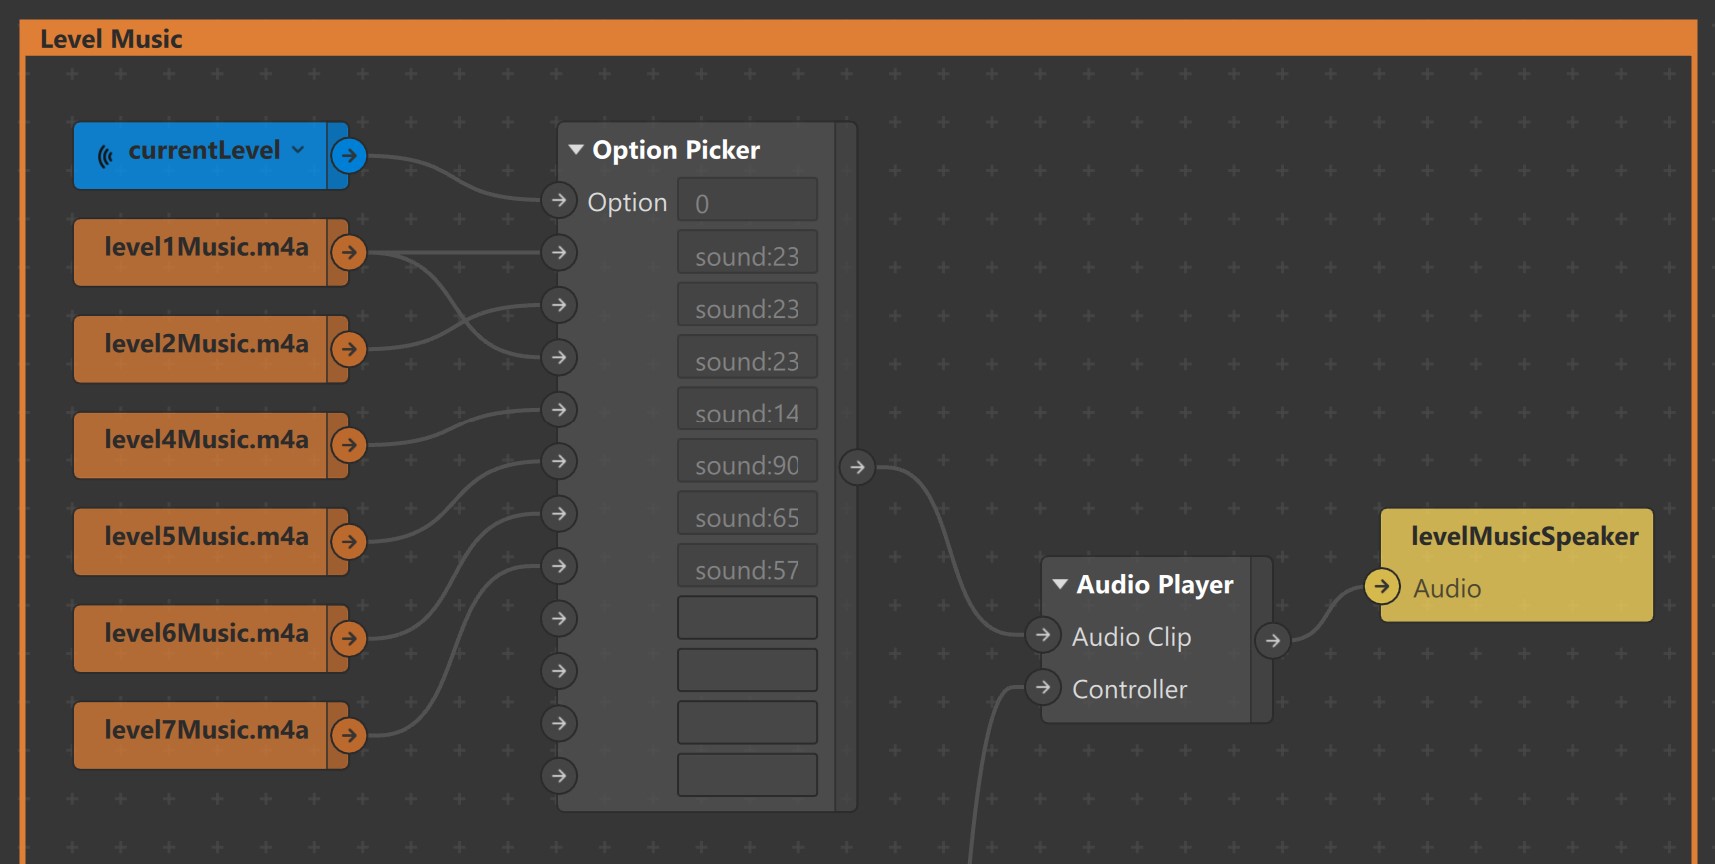 Level Music
currentLevel
level1Music.m4a
level2Music.m4a
level4Music.m4a
level5Music.m4a
level6Music.m4a
level7Music.m4a
Option Picker
Option 0
sound:23
sound:23
sound:23
sound:14
sound:90
sound:65
sound:57
Audio Player
Audio Clip
Controller
levelMusicSpeaker
Audio